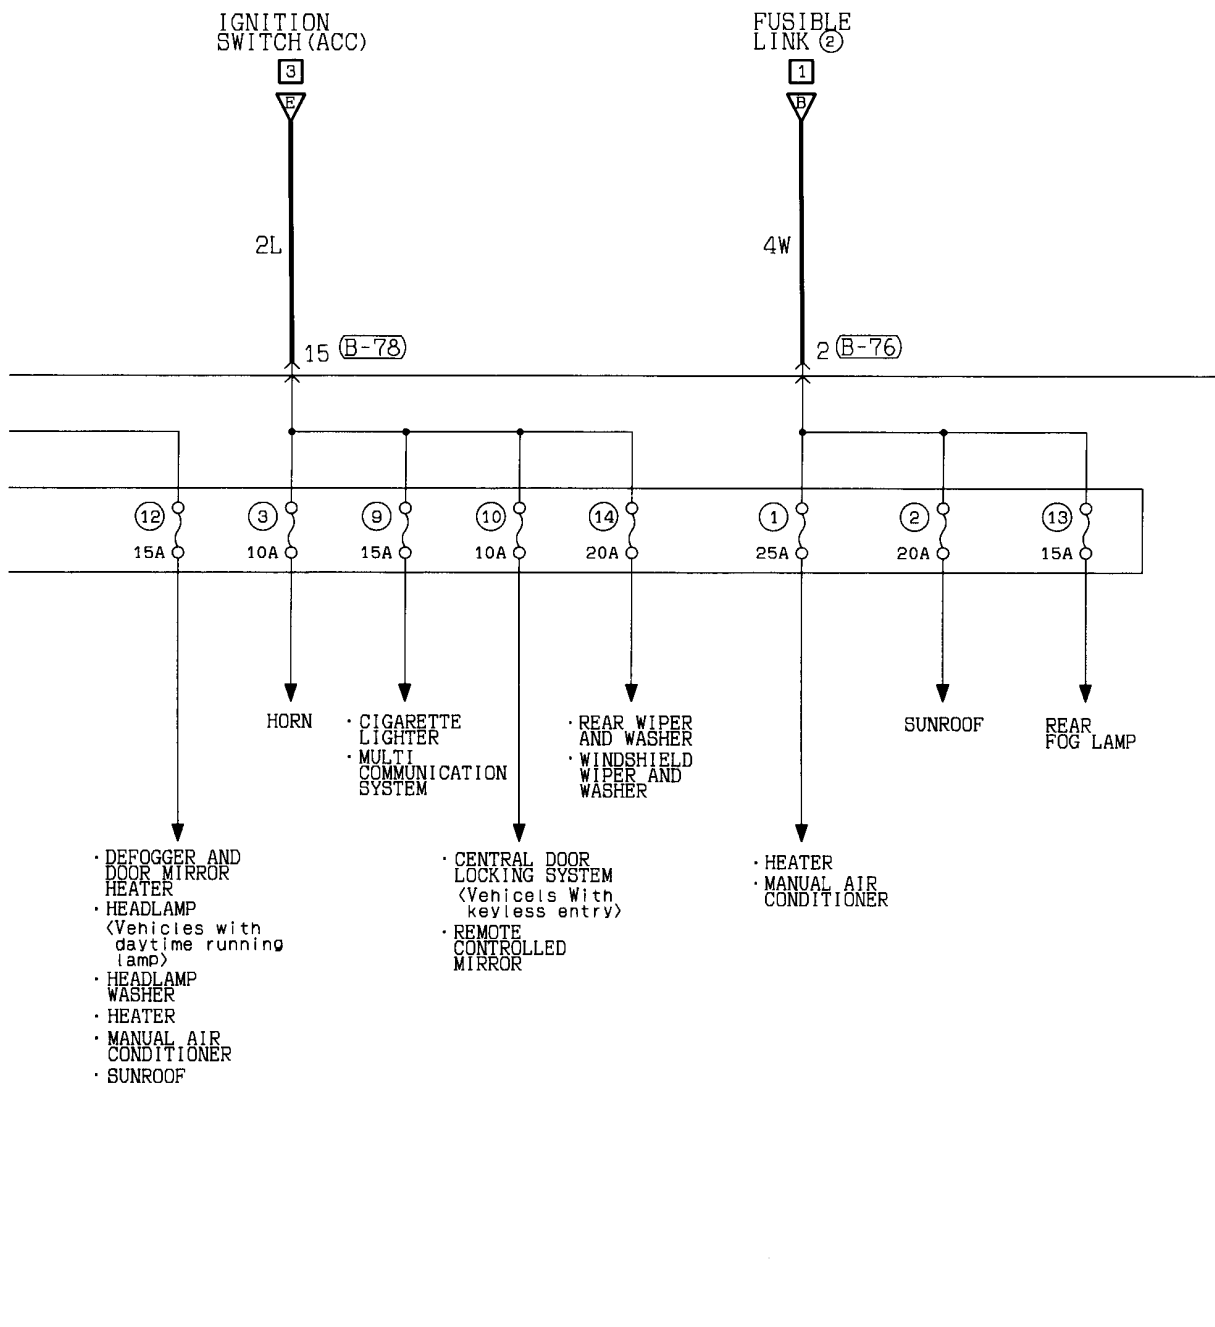 IGNITION
SWITCH(ACC)
3
E
2L
15 B-78
FUSIBLE
LINK ②
1
B
4W
2 B-76
12
15A
3
10A
9
15A
10
10A
14
20A
1
25A
2
20A
13
15A
HORN
· CIGARETTE
LIGHTER
· MULTI
COMMUNICATION
SYSTEM
· REAR WIPER
AND WASHER
· WINDSHIELD
WIPER AND
WASHER
SUNROOF
REAR
FOG LAMP
· DEFOGGER AND
DOOR MIRROR
HEATER
· HEADLAMP
<Vehicles with
daytime running
lamp>
· HEADLAMP
WASHER
· HEATER
· MANUAL AIR
CONDITIONER
· SUNROOF
· CENTRAL DOOR
LOCKING SYSTEM
<Vehicels With
keyless entry>
· REMOTE
CONTROLLED
MIRROR
· HEATER
· MANUAL AIR
CONDITIONER